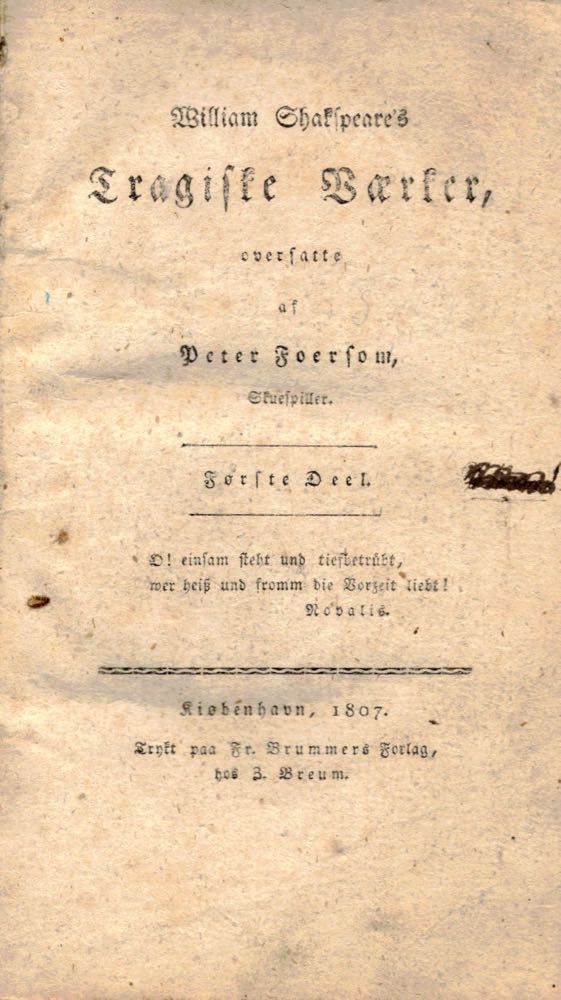 William Shakſpeare's
Tragiſke Værker,
overſatte
af
Peter Foerſom,
Skueſpiller.
Førſte Deel.
O! einſam ſteht und tiefbetrübt,
wer heiß und fromm die Vorzeit liebt!
Novalis.
Kiøbenhavn, 1807.
Trykt paa Fr. Brummers Forlag,
hos Z. Breum.